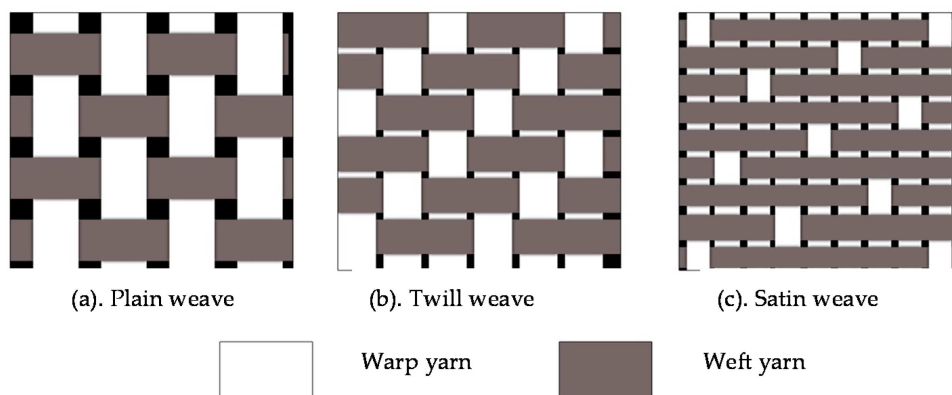 (a). Plain weave
(b). Twill weave
(c). Satin weave
Warp yarn
Weft yarn